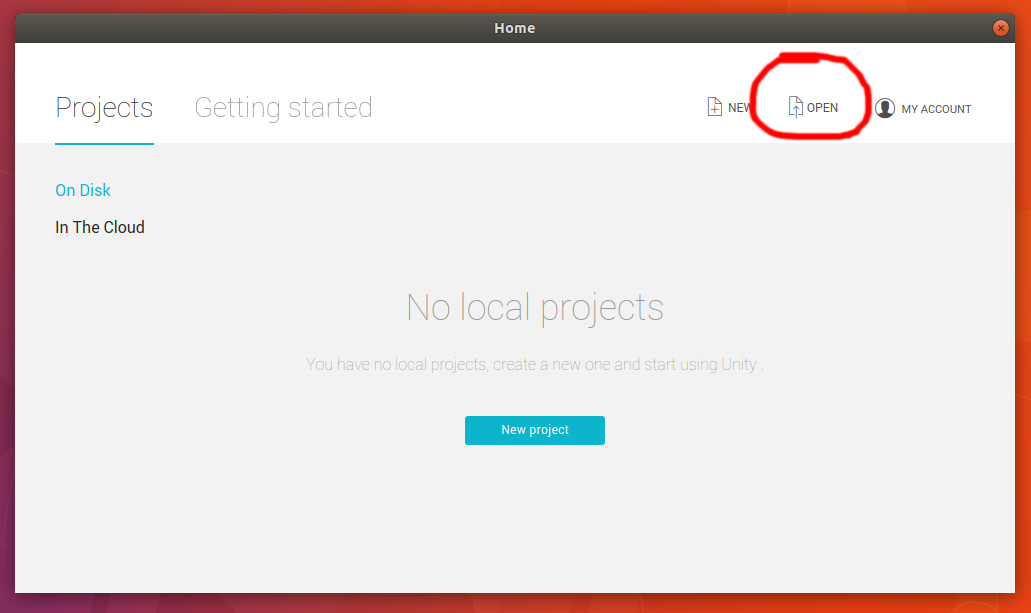 Home
Projects Getting started NEW OPEN MY ACCOUNT
On Disk
In The Cloud
No local projects
You have no local projects, create a new one and start using Unity .
New project